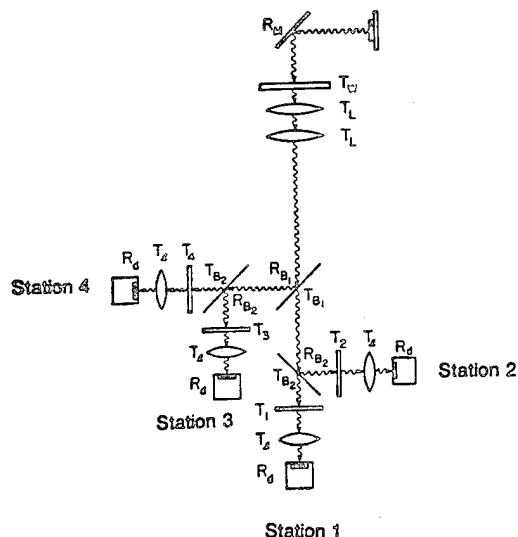 R_M
T_W
T_L
T_L
R_d T_ℓ T_4 T_B2 R_B1
Station 4
R_B2 T_B1
T_3
R_B2 T_2 T_ℓ R_d
T_ℓ T_B2
Station 2
R_d
T_1
Station 3
T_ℓ
R_d
Station 1